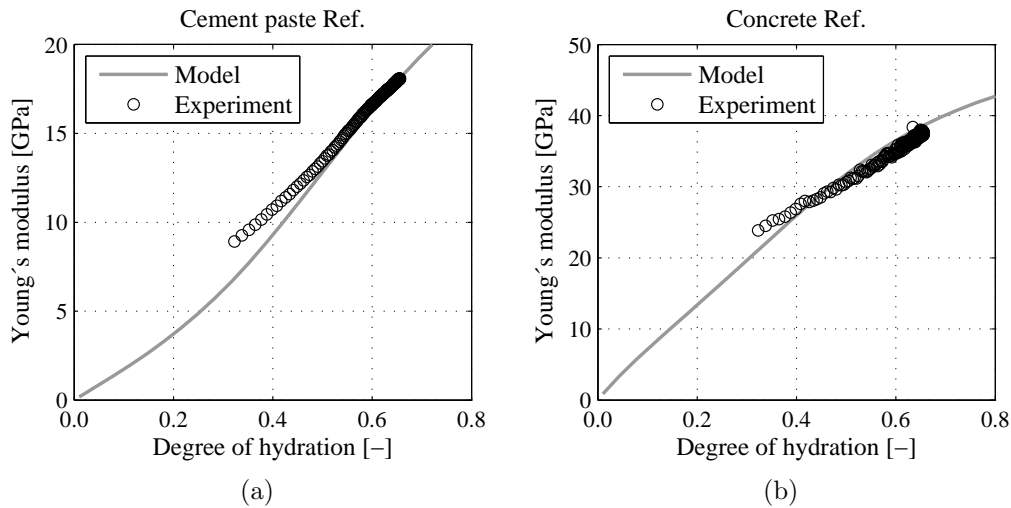 Cement paste Ref.
20
15
10
5
0
0
0.2
0.4
0.6
0.8
Young´s modulus [GPa]
Degree of hydration [−]
Model
Experiment
(a)
Concrete Ref.
50
40
30
20
10
0
0
0.2
0.4
0.6
0.8
Young´s modulus [GPa]
Degree of hydration [−]
Model
Experiment
(b)